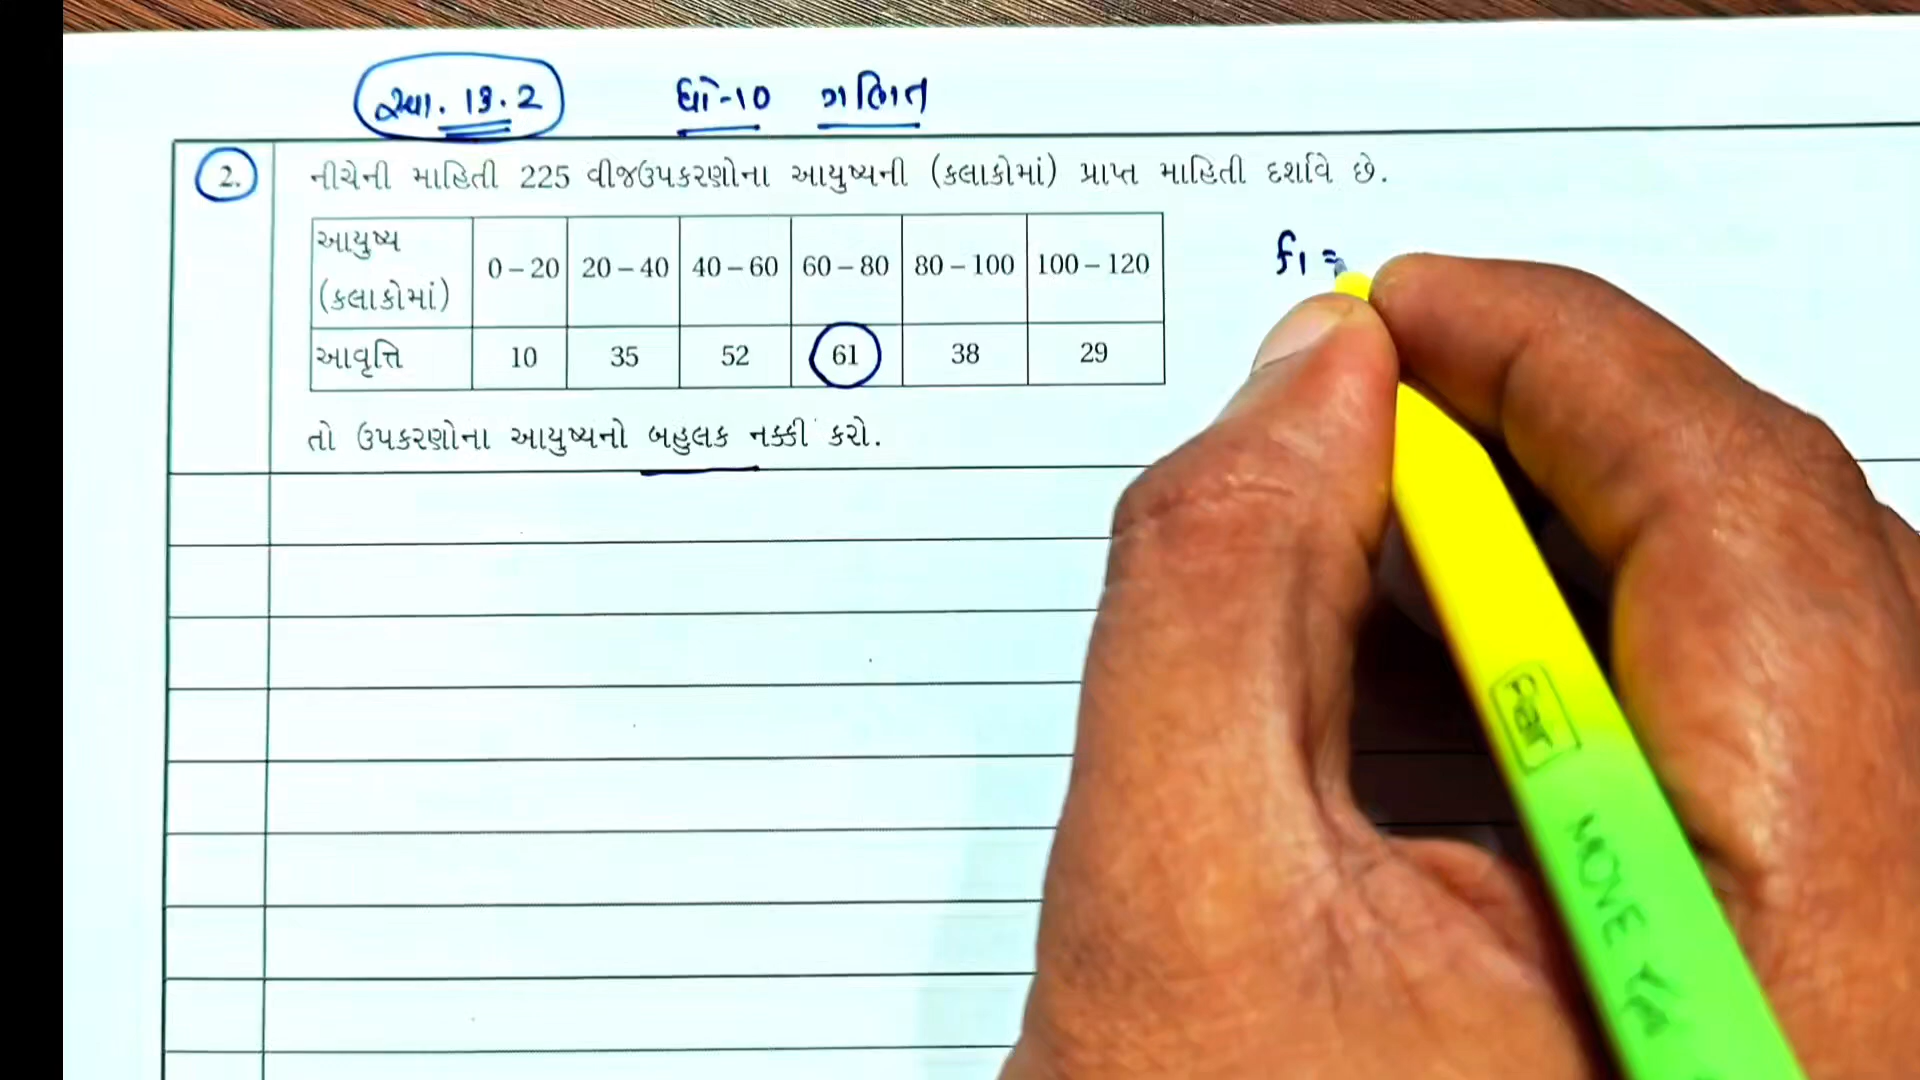 સ્વા. 13.2 ધો-10 ગણિત
2. નીચેની માહિતી 225 વીજઉપકરણોના આયુષ્યની (કલાકોમાં) પ્રાપ્ત માહિતી દર્શાવે છે.
આયુષ્ય (કલાકોમાં) 0 – 20 20 – 40 40 – 60 60 – 80 80 – 100 100 – 120
f1 =
આવૃત્તિ 10 35 52 61 38 29
તો ઉપકરણોના આયુષ્યનો બહુલક નક્કી કરો.
Flair
MOVE